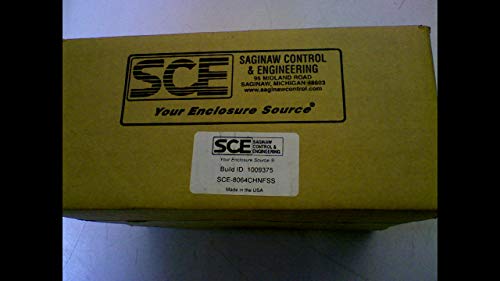 SCE
SAGINAW CONTROL
& ENGINEERING
95 MIDLAND ROAD
SAGINAW, MICHIGAN 48603
www.saginawcontrol.com
Your Enclosure Source®
SCE SAGINAW
CONTROL &
ENGINEERING
Your Enclosure Source ®
Build ID 1009375
SCE-8064CHNFSS
Made in the USA